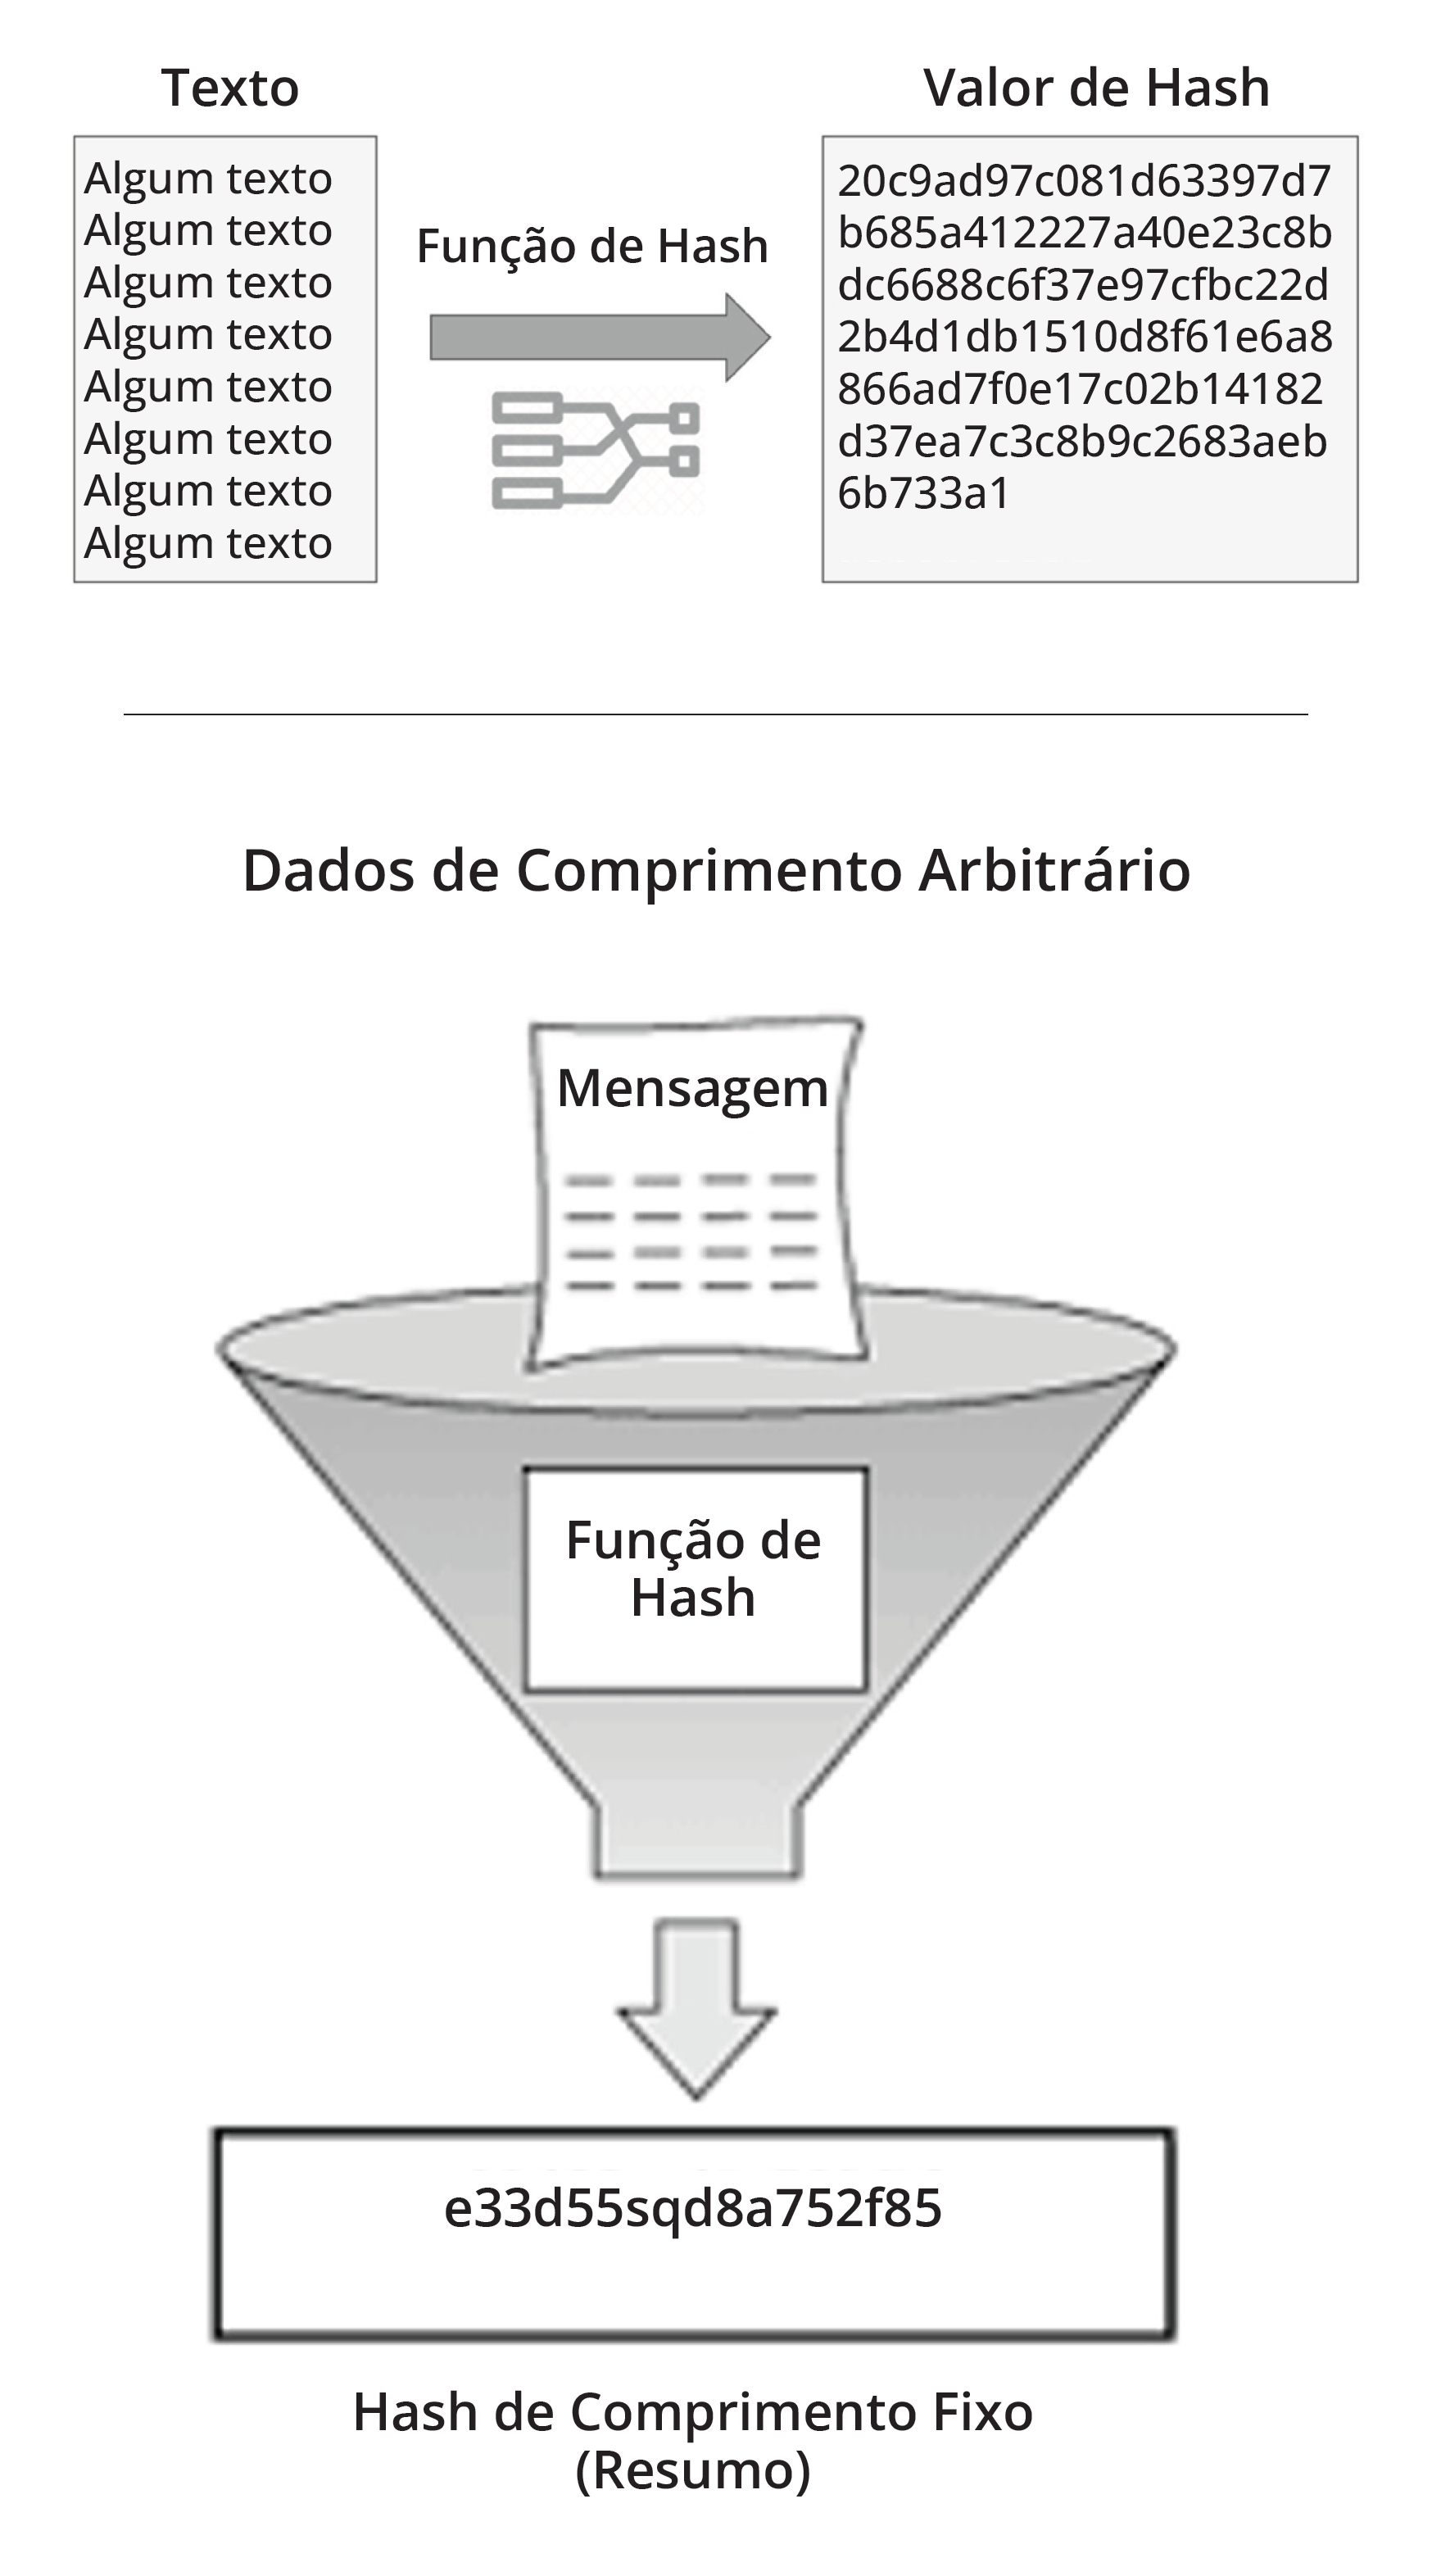 Texto
Valor de Hash
Algum texto
Algum texto
Algum texto
Algum texto
Algum texto
Algum texto
Algum texto
Algum texto
Função de Hash
20c9ad97c081d63397d7
b685a412227a40e23c8b
dc6688c6f37e97cfbc22d
2b4d1db1510d8f61e6a8
866ad7f0e17c02b14182
d37ea7c3c8b9c2683aeb
6b733a1
Dados de Comprimento Arbitrário
Mensagem
Função de
Hash
e33d55sqd8a752f85
Hash de Comprimento Fixo
(Resumo)